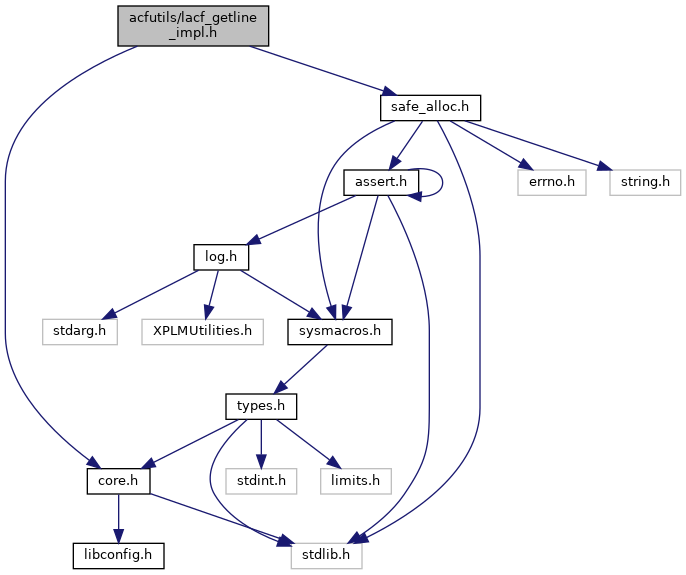 acfutils/lacf_getline
_impl.h
safe_alloc.h
assert.h
errno.h
string.h
log.h
stdarg.h
XPLMUtilities.h
sysmacros.h
types.h
core.h
stdint.h
limits.h
libconfig.h
stdlib.h